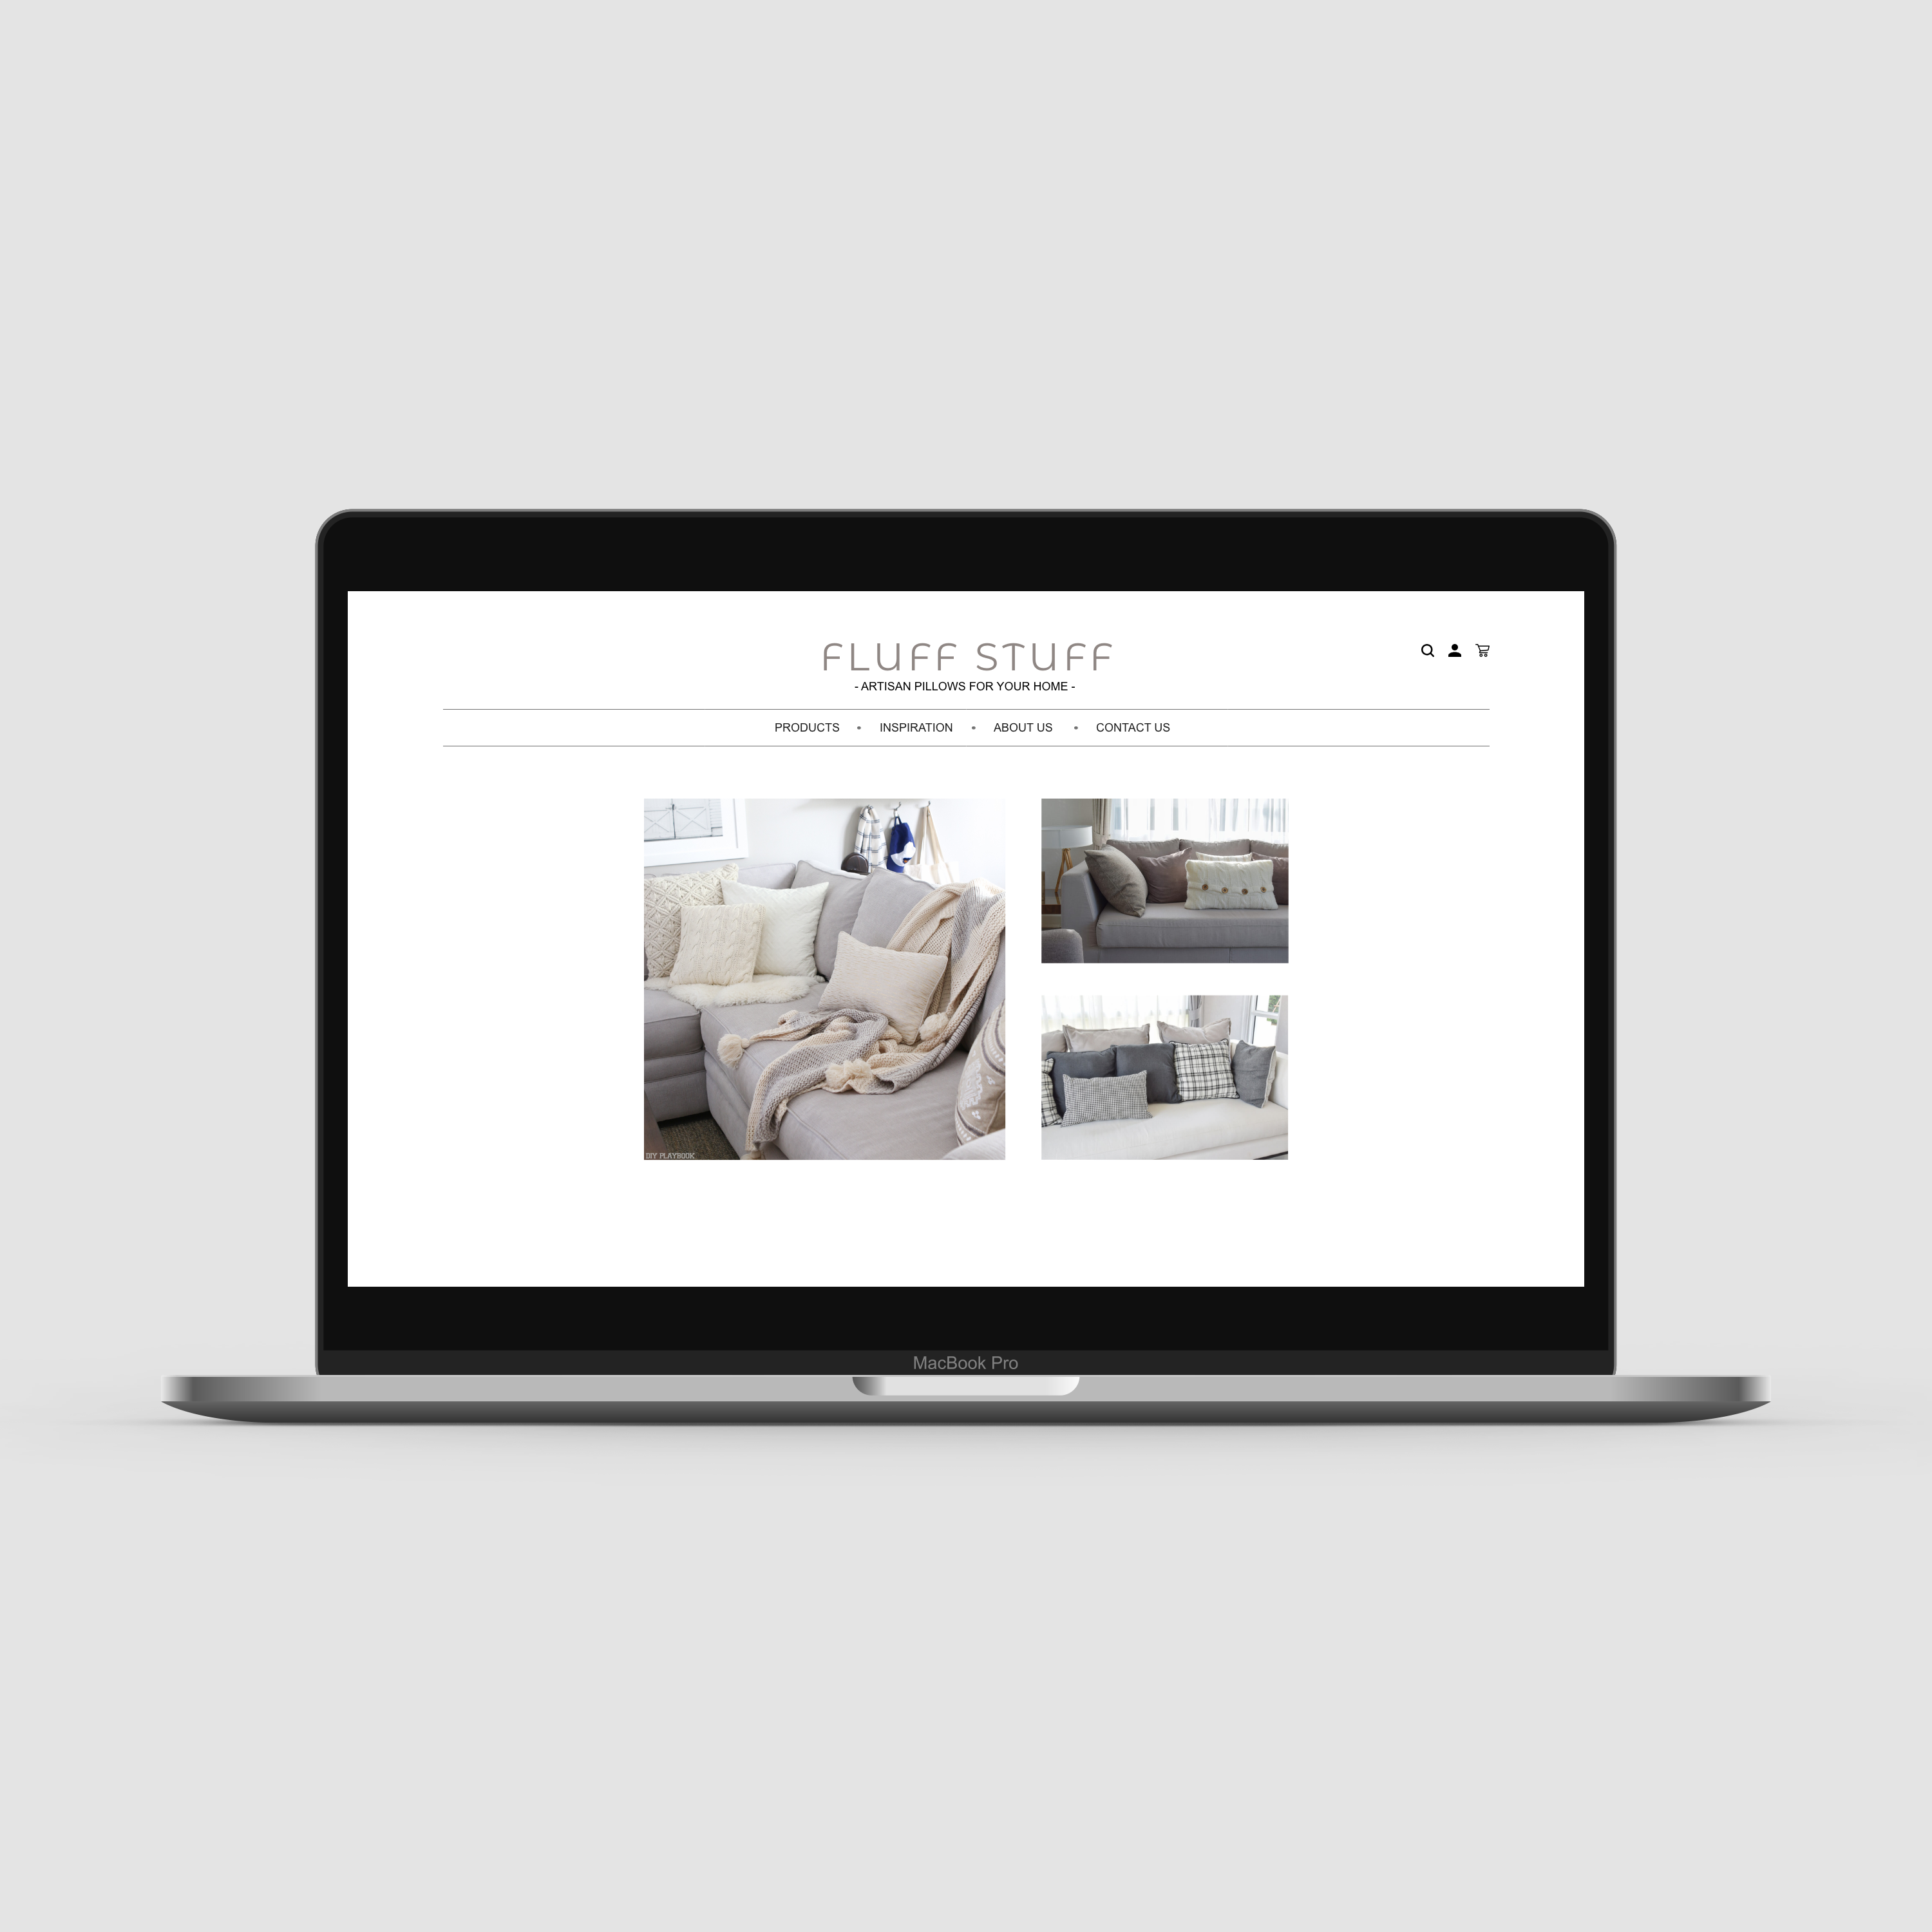 FLUFF STUFF
- ARTISAN PILLOWS FOR YOUR HOME -
PRODUCTS • INSPIRATION • ABOUT US • CONTACT US
DIY PLAYBOOK
MacBook Pro